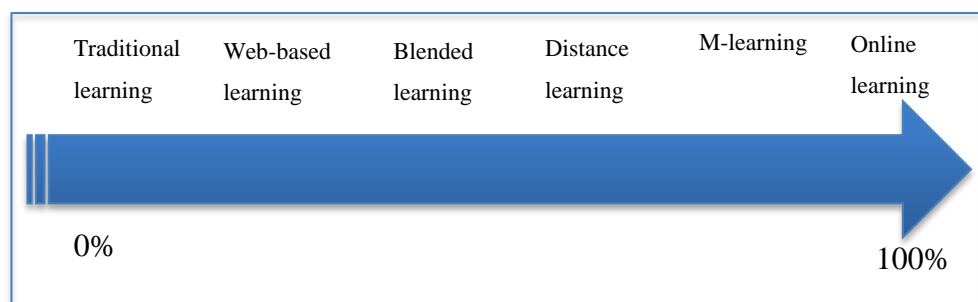 Traditional
learning
Web-based
learning
Blended
learning
Distance
learning
M-learning
Online
learning
0%
100%